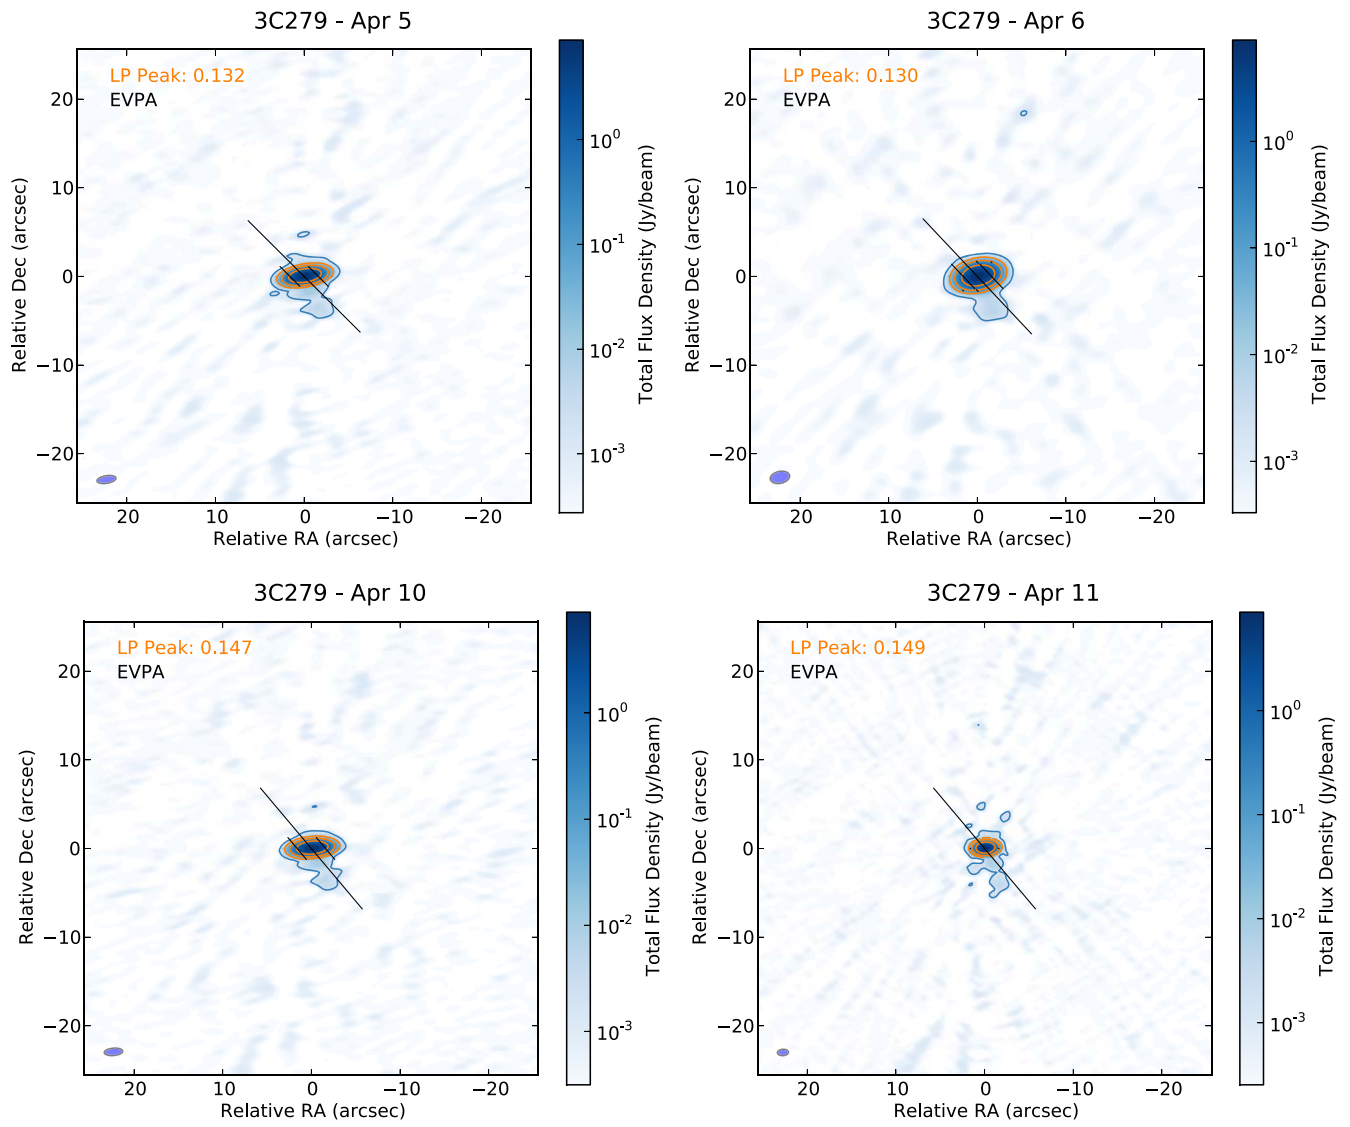 3C279 - Apr 5
LP Peak: 0.132
EVPA
20
10
0
−10
−20
20
10
0
−10
−20
Relative RA (arcsec)
Relative Dec (arcsec)
10^0
10^-1
10^-2
10^-3
Total Flux Density (Jy/beam)
3C279 - Apr 6
LP Peak: 0.130
EVPA
20
10
0
−10
−20
20
10
0
−10
−20
Relative RA (arcsec)
Relative Dec (arcsec)
10^0
10^-1
10^-2
10^-3
Total Flux Density (Jy/beam)
3C279 - Apr 10
LP Peak: 0.147
EVPA
20
10
0
−10
−20
20
10
0
−10
−20
Relative RA (arcsec)
Relative Dec (arcsec)
10^0
10^-1
10^-2
10^-3
Total Flux Density (Jy/beam)
3C279 - Apr 11
LP Peak: 0.149
EVPA
20
10
0
−10
−20
20
10
0
−10
−20
Relative RA (arcsec)
Relative Dec (arcsec)
10^0
10^-1
10^-2
10^-3
Total Flux Density (Jy/beam)